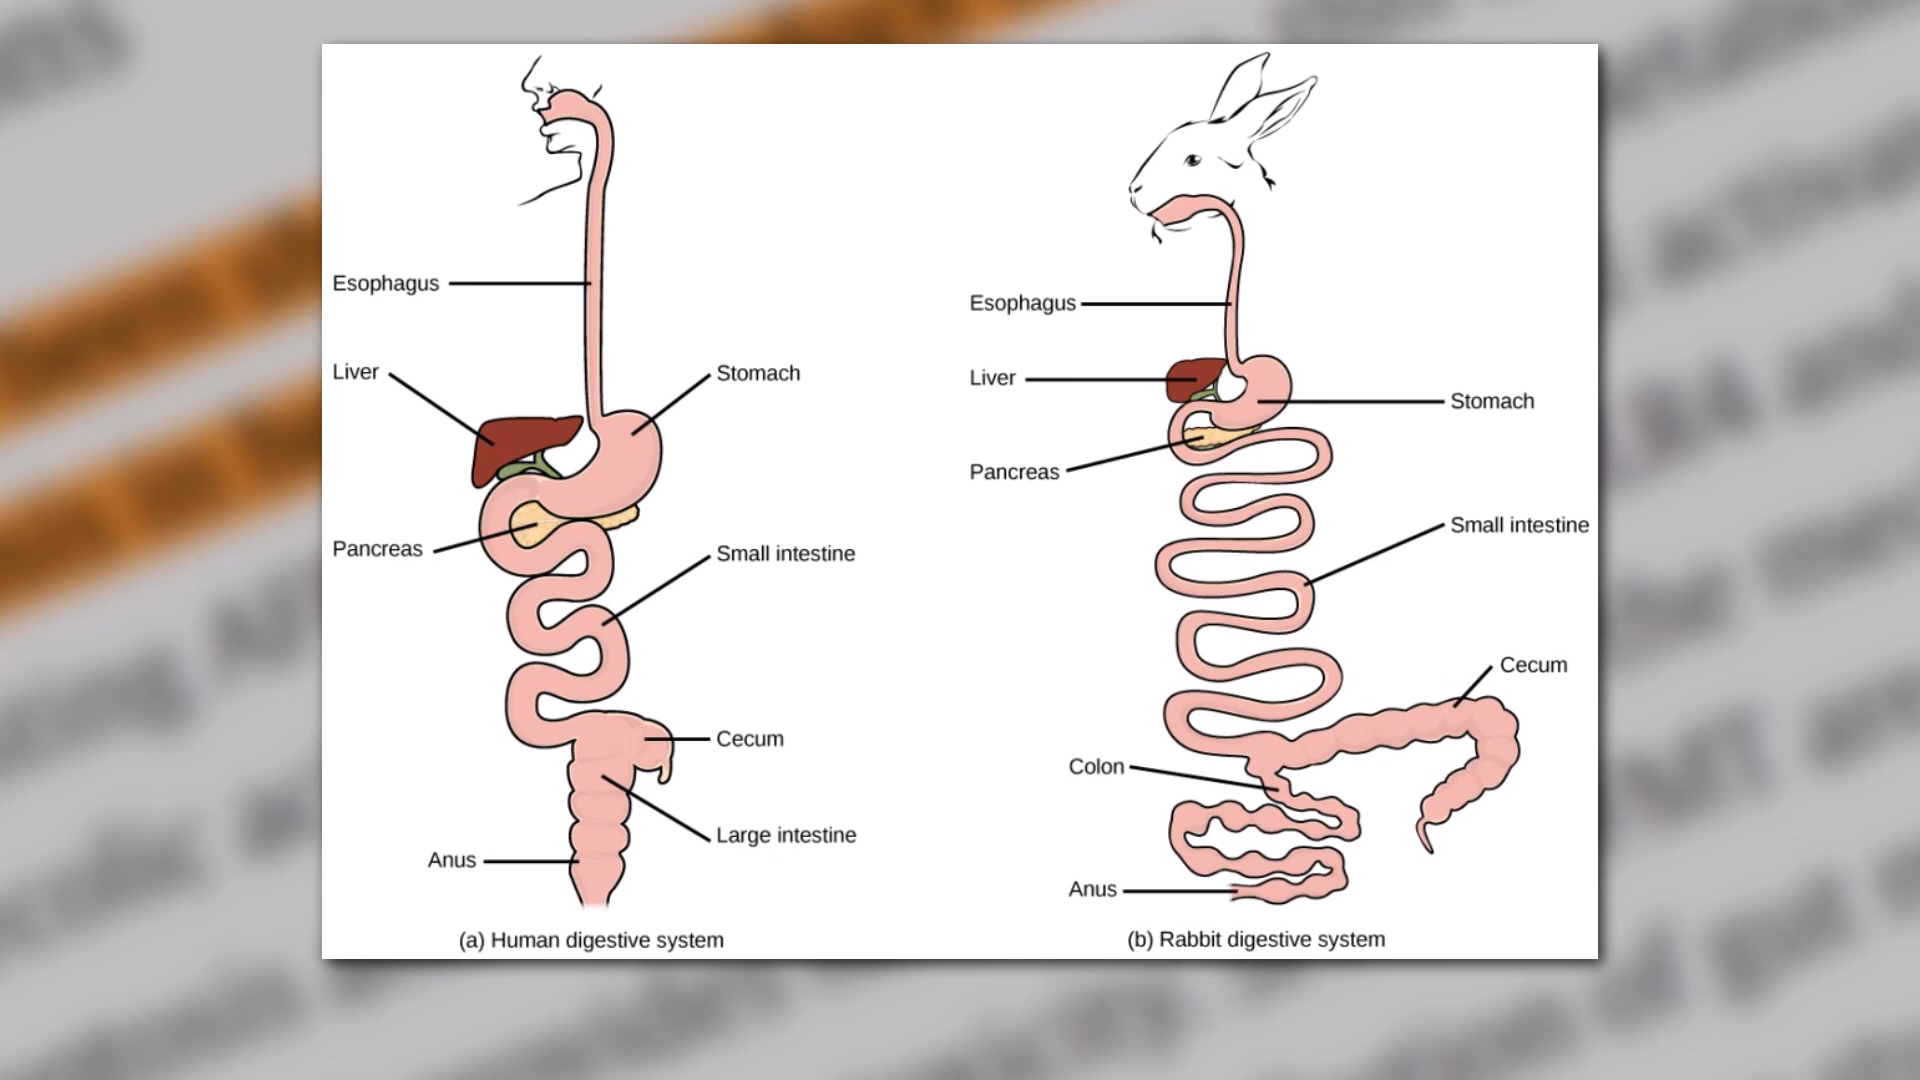 Esophagus
Liver
Stomach
Pancreas
Small intestine
Cecum
Large intestine
Anus
(a) Human digestive system
Esophagus
Liver
Stomach
Pancreas
Small intestine
Cecum
Colon
Anus
(b) Rabbit digestive system